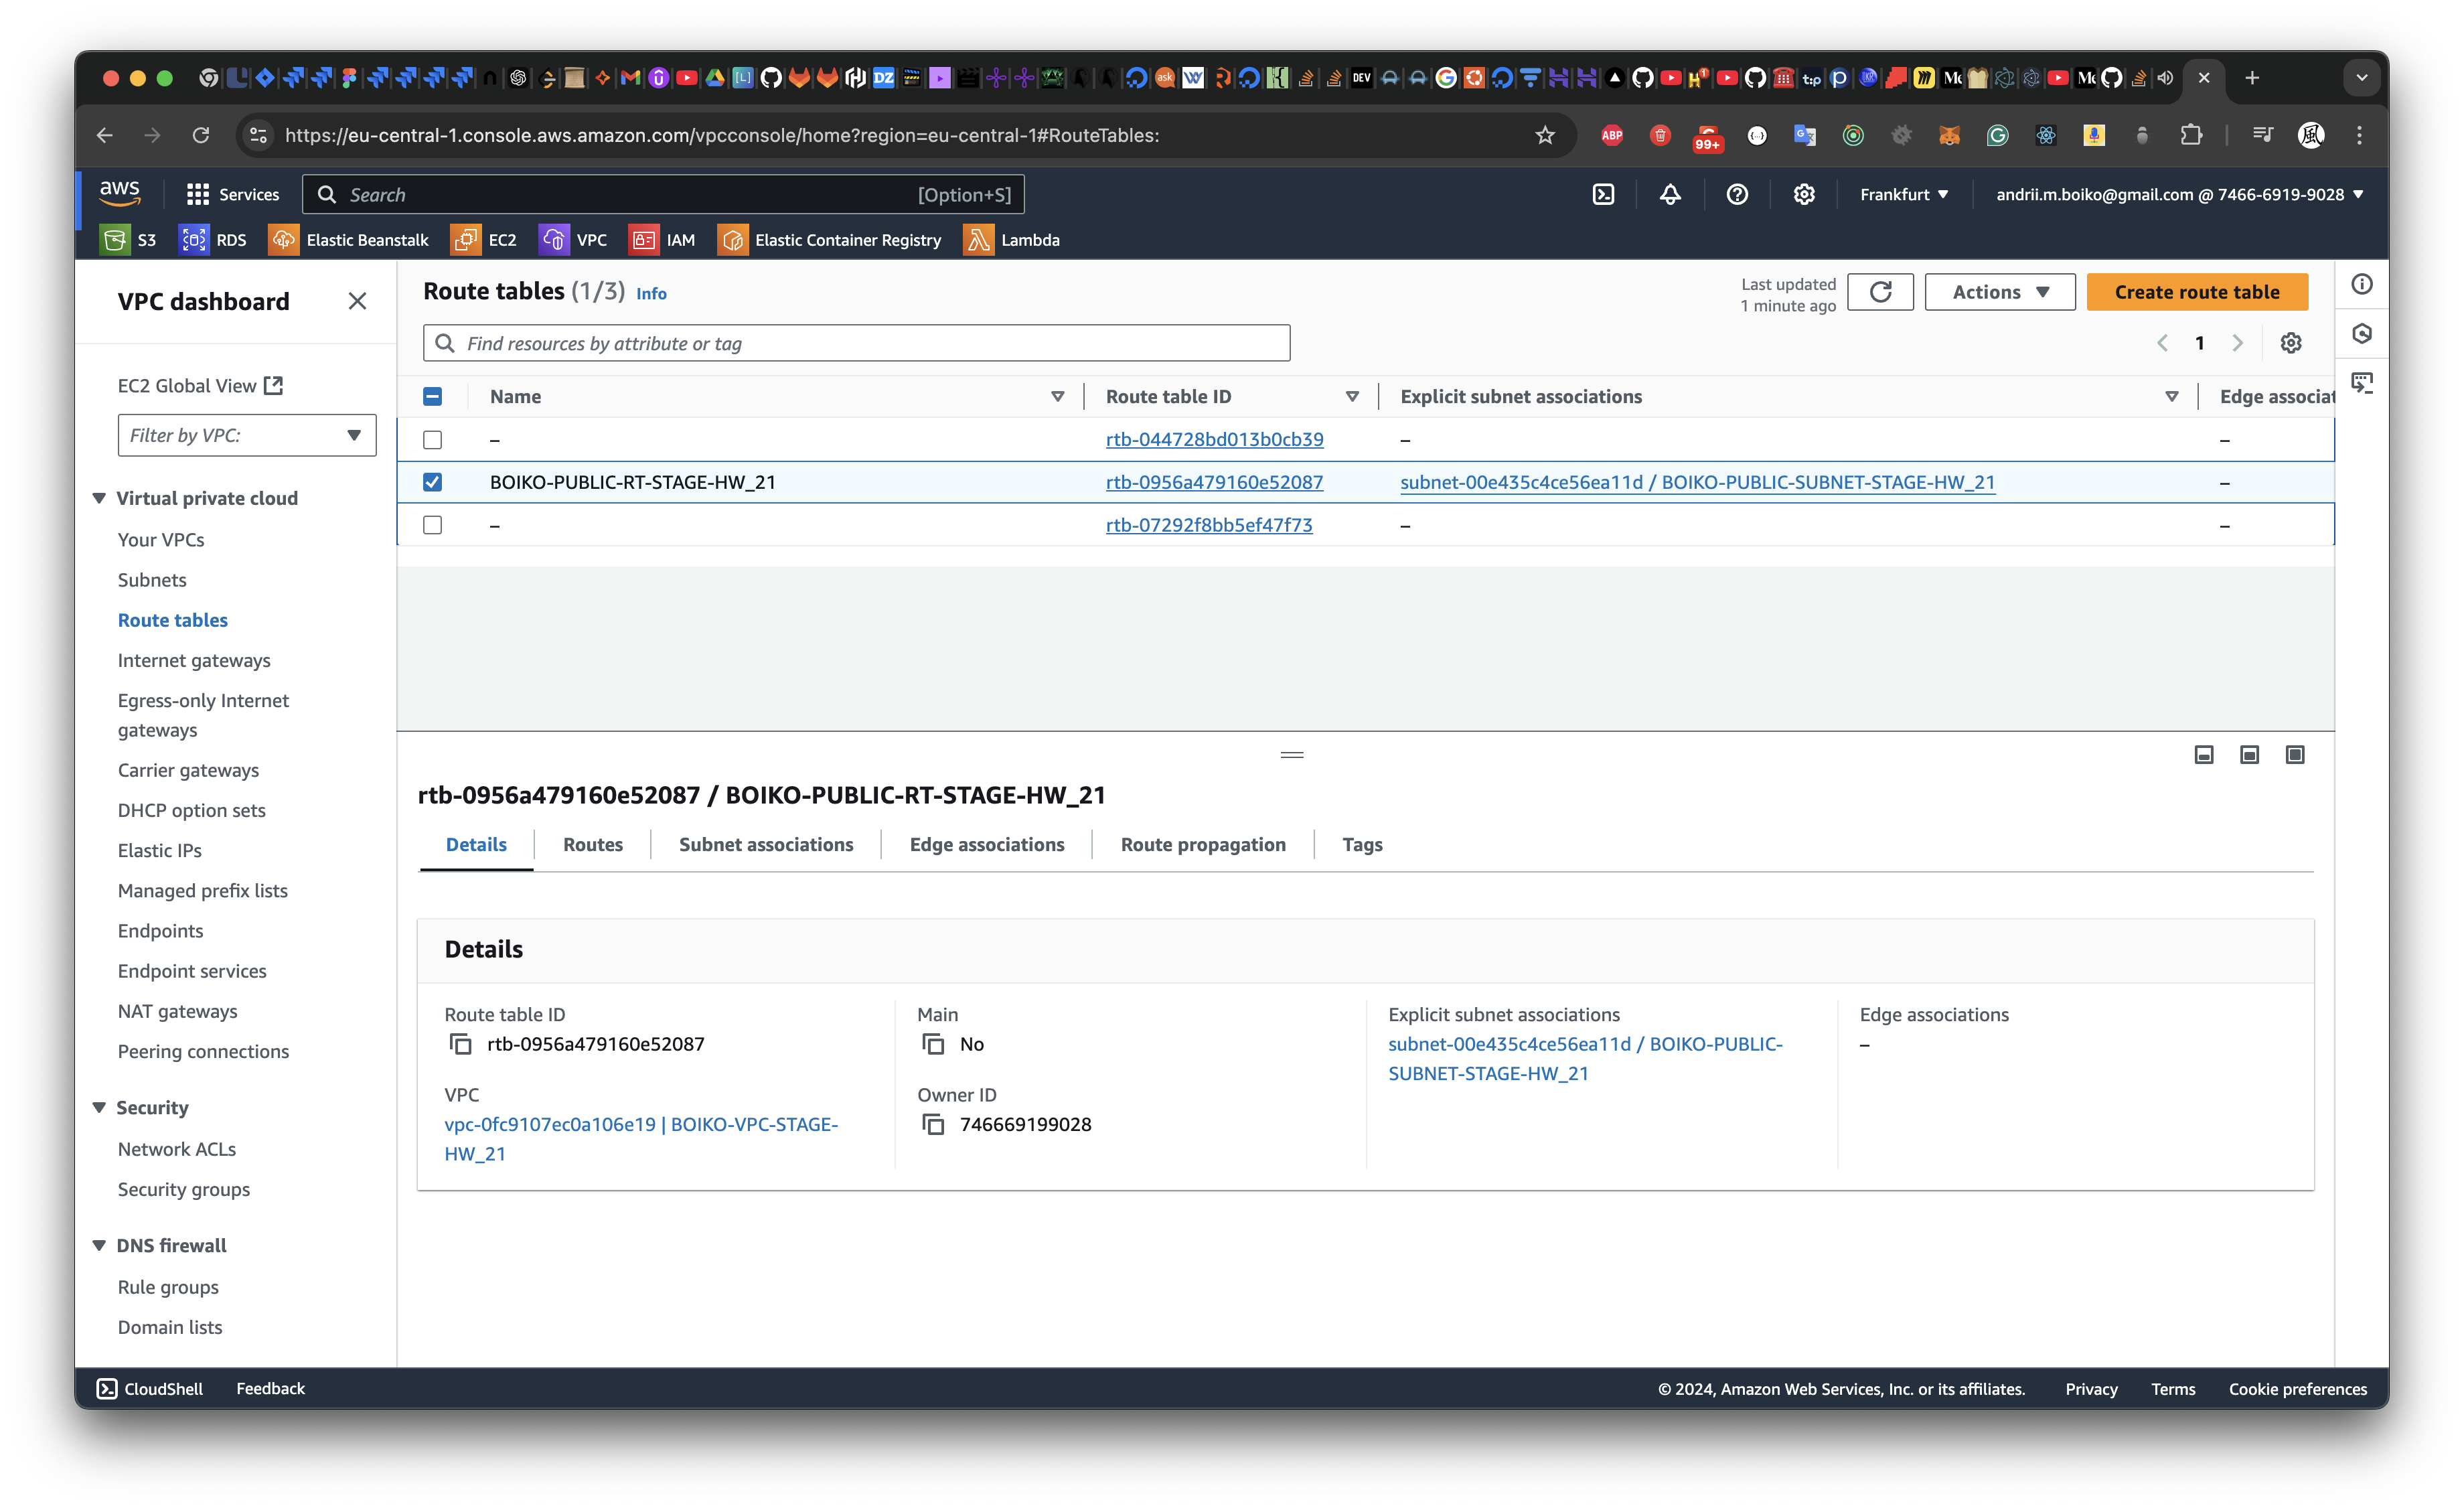 https://eu-central-1.console.aws.amazon.com/vpcconsole/home?region=eu-central-1#RouteTables:
ABP
99+
aws
Services
Search
[Option+S]
Frankfurt
andrii.m.boiko@gmail.com @ 7466-6919-9028
S3
RDS
Elastic Beanstalk
EC2
VPC
IAM
Elastic Container Registry
Lambda
VPC dashboard
EC2 Global View
Filter by VPC:
Virtual private cloud
Your VPCs
Subnets
Route tables
Internet gateways
Egress-only Internet
gateways
Carrier gateways
DHCP option sets
Elastic IPs
Managed prefix lists
Endpoints
Endpoint services
NAT gateways
Peering connections
Security
Network ACLs
Security groups
DNS firewall
Rule groups
Domain lists
Route tables (1/3) Info
Last updated
1 minute ago
Actions
Create route table
Find resources by attribute or tag
1
Name
Route table ID
Explicit subnet associations
Edge associat
– rtb-044728bd013b0cb39 – –
BOIKO-PUBLIC-RT-STAGE-HW_21 rtb-0956a479160e52087 subnet-00e435c4ce56ea11d / BOIKO-PUBLIC-SUBNET-STAGE-HW_21 –
– rtb-07292f8bb5ef47f73 – –
rtb-0956a479160e52087 / BOIKO-PUBLIC-RT-STAGE-HW_21
Details
Routes
Subnet associations
Edge associations
Route propagation
Tags
Details
Route table ID
rtb-0956a479160e52087
VPC
vpc-0fc9107ec0a106e19 | BOIKO-VPC-STAGE-
HW_21
Main
No
Owner ID
746669199028
Explicit subnet associations
subnet-00e435c4ce56ea11d / BOIKO-PUBLIC-
SUBNET-STAGE-HW_21
Edge associations
–
CloudShell
Feedback
© 2024, Amazon Web Services, Inc. or its affiliates.
Privacy
Terms
Cookie preferences